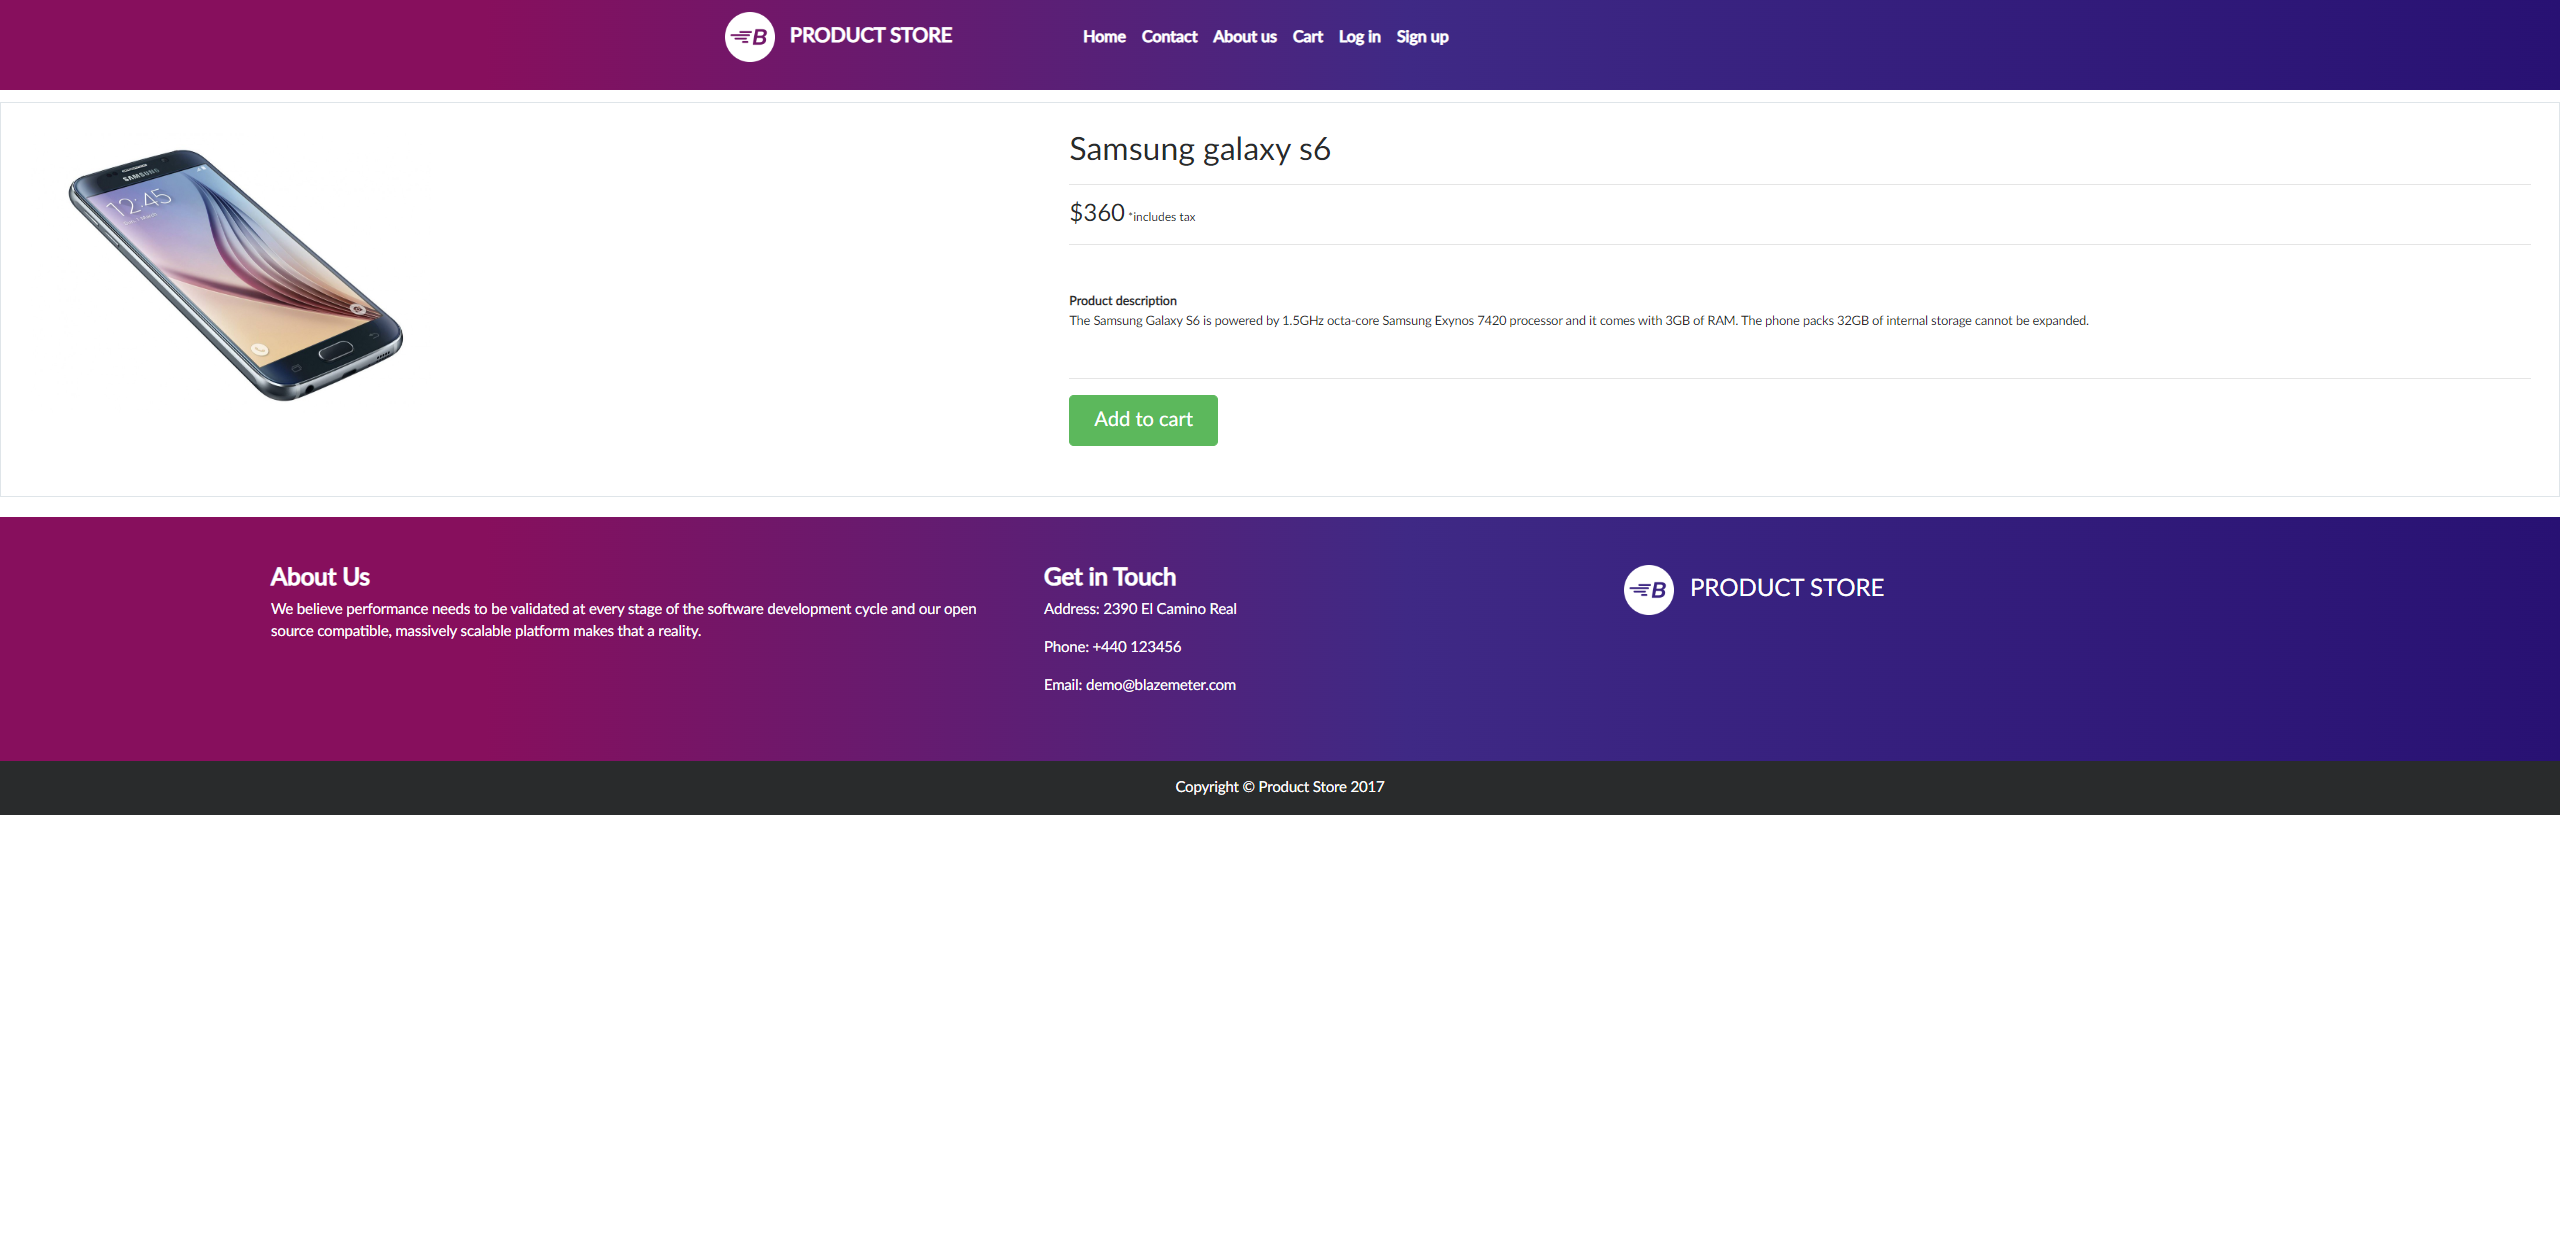 B PRODUCT STORE Home Contact About us Cart Log in Sign up
SAMSUNG
12:45
Samsung galaxy s6
$360 *includes tax
Product description
The Samsung Galaxy S6 is powered by 1.5GHz octa-core Samsung Exynos 7420 processor and it comes with 3GB of RAM. The phone packs 32GB of internal storage cannot be expanded.
Add to cart
About Us
We believe performance needs to be validated at every stage of the software development cycle and our open
source compatible, massively scalable platform makes that a reality.
Get in Touch
Address: 2390 El Camino Real
Phone: +440 123456
Email: demo@blazemeter.com
B PRODUCT STORE
Copyright © Product Store 2017